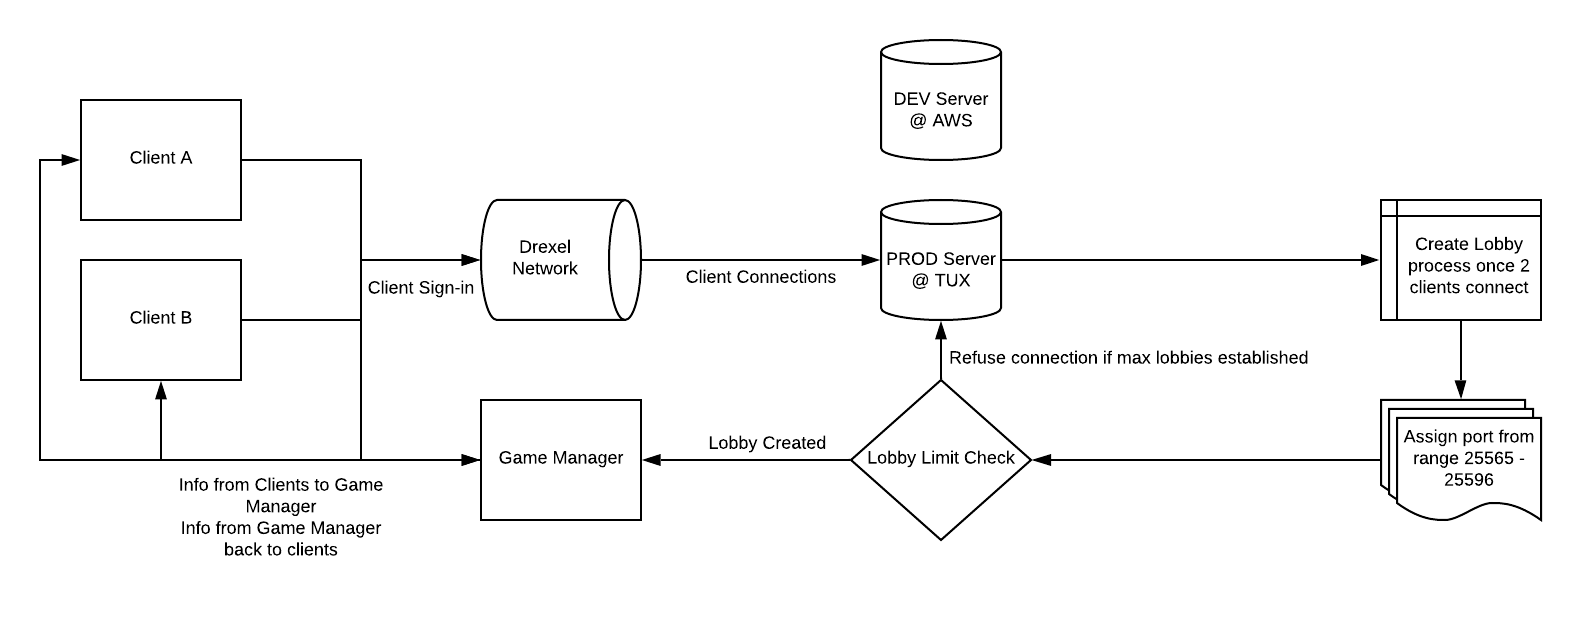 DEV Server
@ AWS
Client A
Drexel
Network
Client Sign-in
Client Connections
PROD Server
@ TUX
Create Lobby
process once 2
clients connect
Client B
Refuse connection if max lobbies established
Game Manager
Lobby Created
Lobby Limit Check
Assign port from
range 25565 -
25596
Info from Clients to Game
Manager
Info from Game Manager
back to clients